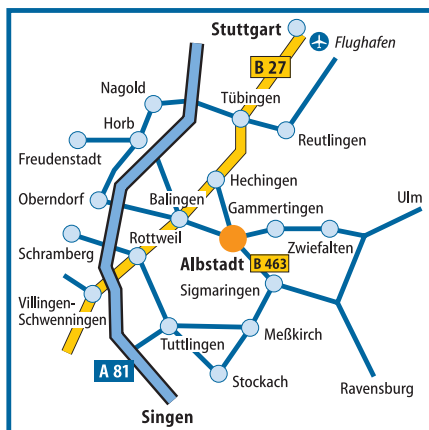 Stuttgart
Flughafen
B 27
Nagold
Tübingen
Horb
Reutlingen
Freudenstadt
Hechingen
Oberndorf
Balingen
Gammertingen
Ulm
Schramberg
Rottweil
Zwiefalten
Albstadt
B 463
Sigmaringen
Villingen-
Schwenningen
Tuttlingen
Meßkirch
A 81
Stockach
Ravensburg
Singen